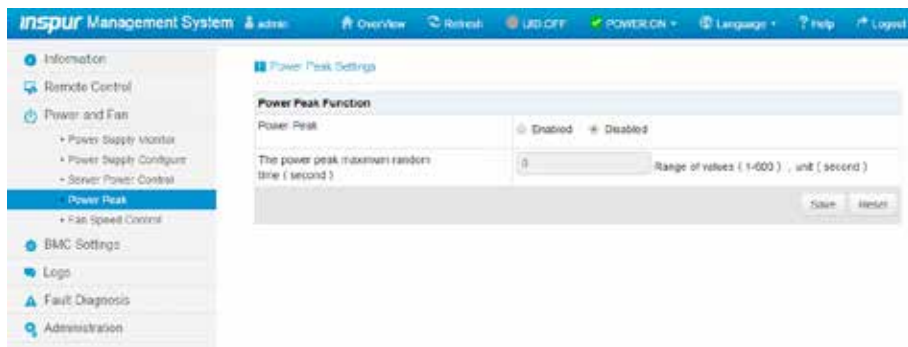 inspur Management System admin Overview Refresh UID:OFF POWER:ON Language Help Logout
Information
Remote Control
Power and Fan
Power Supply Monitor
Power Supply Configure
Server Power Control
Power Peak
Fan Speed Control
BMC Settings
Logs
Fault Diagnosis
Administration
Power Peak Settings
Power Peak Function
Power Peak Enabled Disabled
The power peak maximum random
time ( second )
0 Range of values ( 1-600 ) , unit ( second )
Save Reset